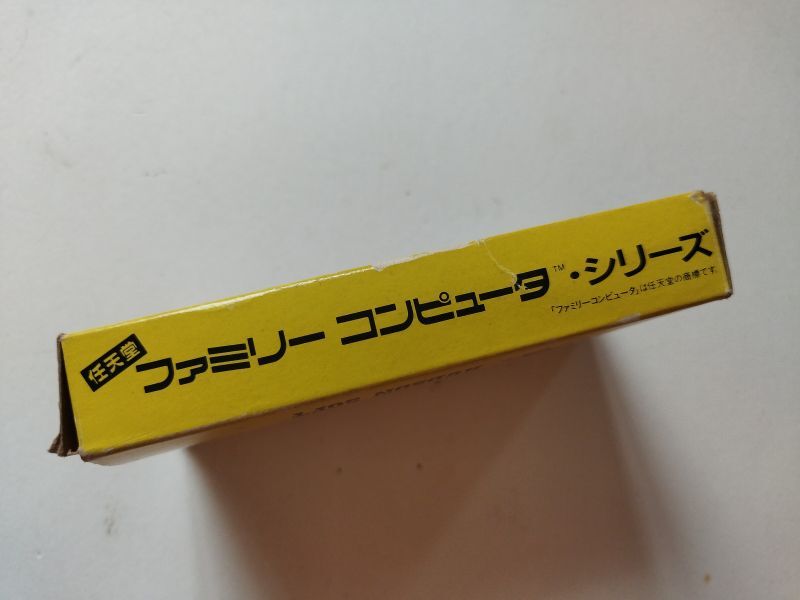 任天堂 ファミリー コンピュータ™・シリーズ
「ファミリーコンピュータ」は任天堂の商標です。
HUDSON SOFT